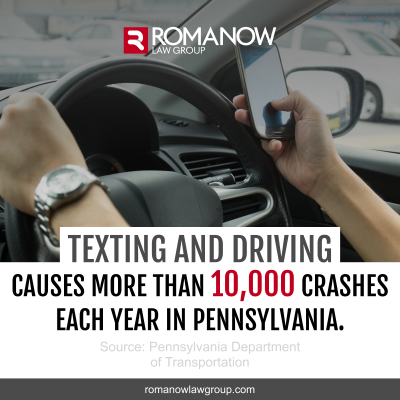 ROMANOW
LAW GROUP
TEXTING AND DRIVING
CAUSES MORE THAN 10,000 CRASHES
EACH YEAR IN PENNSYLVANIA.
Source: Pennsylvania Department
of Transportation
romanowlawgroup.com